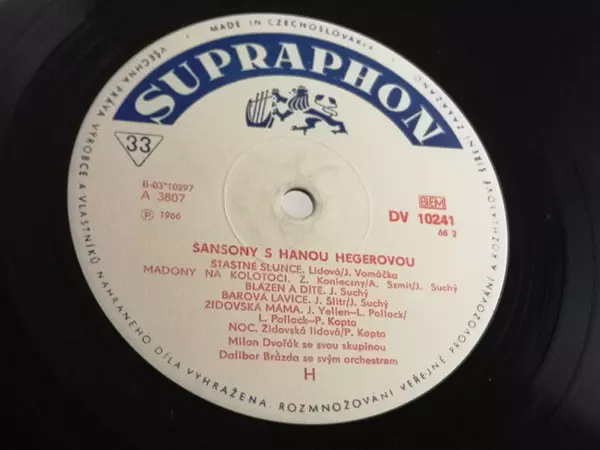 MADE IN CZECHOSLOVAKIA
SUPRAPHON
33
B-03*10297
A 3807
Ⓟ 1966
BIEM
DV 10241
66 2
ŠANSONY S HANOU HEGEROVOU
ŠŤASTNÉ SLUNCE. Lidová/J. Vomáčka
MADONY NA KOLOTOČI. Z. Konieczny/A. Szmit/J. Suchý
BLÁZEN A DÍTĚ. J. Suchý
BAROVÁ LAVICE. J. Šlitr/J. Suchý
ŽIDOVSKÁ MÁMA. J. Yellen-L. Pollack/
L. Pollack-P. Kopta
NOC. Židovská lidová/P. Kopta
Milan Dvořák se svou skupinou
Dalibor Brázda se svým orchestrem
H
VŠECHNA PRÁVA VÝROBCE A VLASTNÍKŮ NAHRANÉHO DÍLA VYHRAŽENA. ROZMNOŽOVÁNÍ VEŘEJNÉ PROVOZOVÁNÍ A ROZHLASOVÉ ŠÍŘENÍ ZAKÁZÁNO